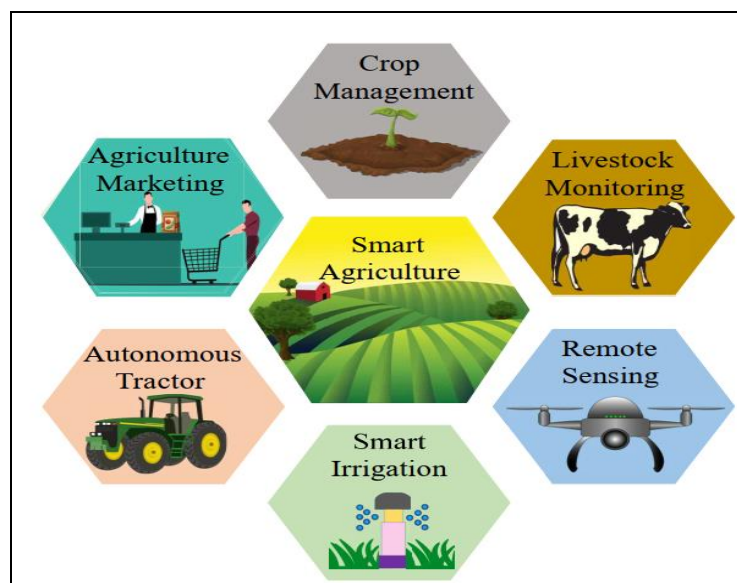 Crop
Management
Agriculture
Marketing
Livestock
Monitoring
Smart
Agriculture
Autonomous
Tractor
Remote
Sensing
Smart
Irrigation